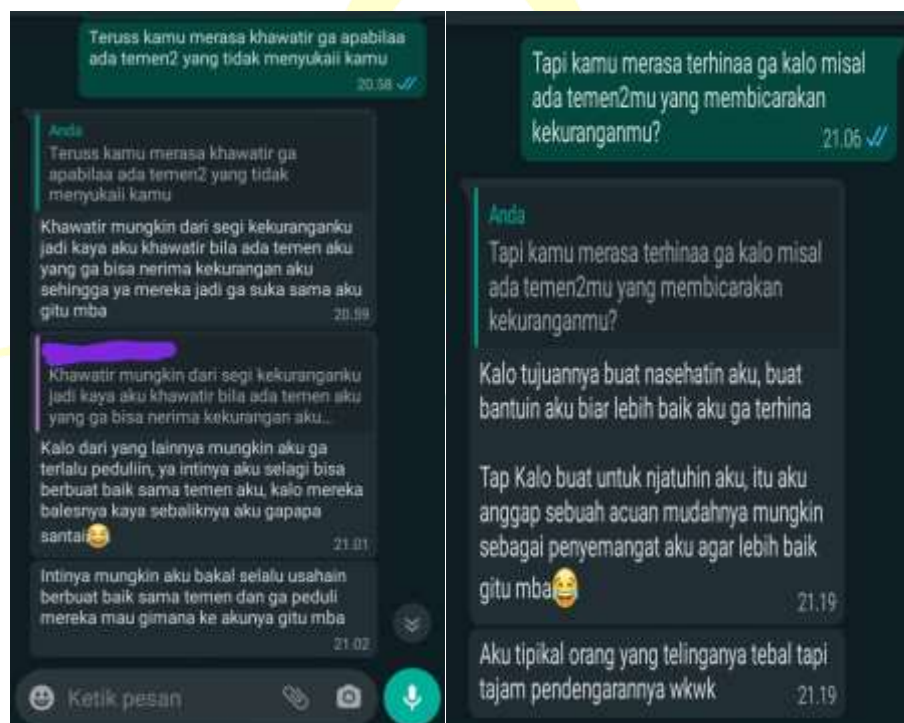 Teruss kamu merasa khawatir ga apabilaa
ada temen2 yang tidak menyukaii kamu
20.58
Anda
Teruss kamu merasa khawatir ga
apabilaa ada temen2 yang tidak
menyukaii kamu
Khawatir mungkin dari segi kekuranganku
jadi kaya aku khawatir bila ada temen aku
yang ga bisa nerima kekurangan aku
sehingga ya mereka jadi ga suka sama aku
gitu mba
20.59
Khawatir mungkin dari segi kekuranganku
jadi kaya aku khawatir bila ada temen aku
yang ga bisa nerima kekurangan aku...
Kalo dari yang lainnya mungkin aku ga
terlalu peduliin, ya intinya aku selagi bisa
berbuat baik sama temen aku, kalo mereka
balesnya kaya sebaliknya aku gapapa
santai😂
21.01
Intinya mungkin aku bakal selalu usahain
berbuat baik sama temen dan ga peduli
mereka mau gimana ke akunya gitu mba
21.02
Ketik pesan
Tapi kamu merasa terhinaa ga kalo misal
ada temen2mu yang membicarakan
kekuranganmu?
21.06
Anda
Tapi kamu merasa terhinaa ga kalo misal
ada temen2mu yang membicarakan
kekuranganmu?
Kalo tujuannya buat nasehatin aku, buat
bantuin aku biar lebih baik aku ga terhina
Tap Kalo buat untuk njatuhin aku, itu aku
anggap sebuah acuan mudahnya mungkin
sebagai penyemangat aku agar lebih baik
gitu mba😂
21.19
Aku tipikal orang yang telinganya tebal tapi
tajam pendengarannya wkwk
21.19